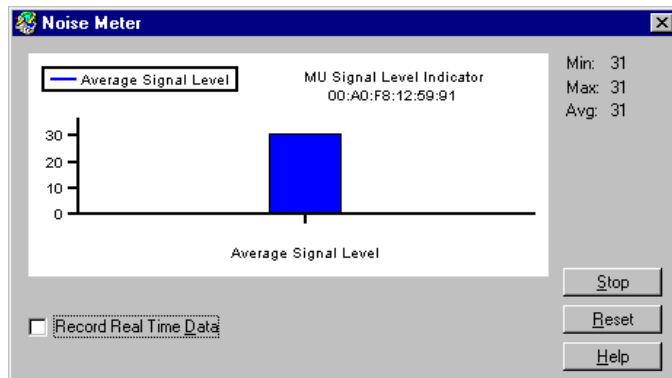 Noise Meter
Average Signal Level
MU Signal Level Indicator
00:A0:F8:12:59:91
Min: 31
Max: 31
Avg: 31
30
20
10
0
Average Signal Level
Record Real Time Data
Stop
Reset
Help